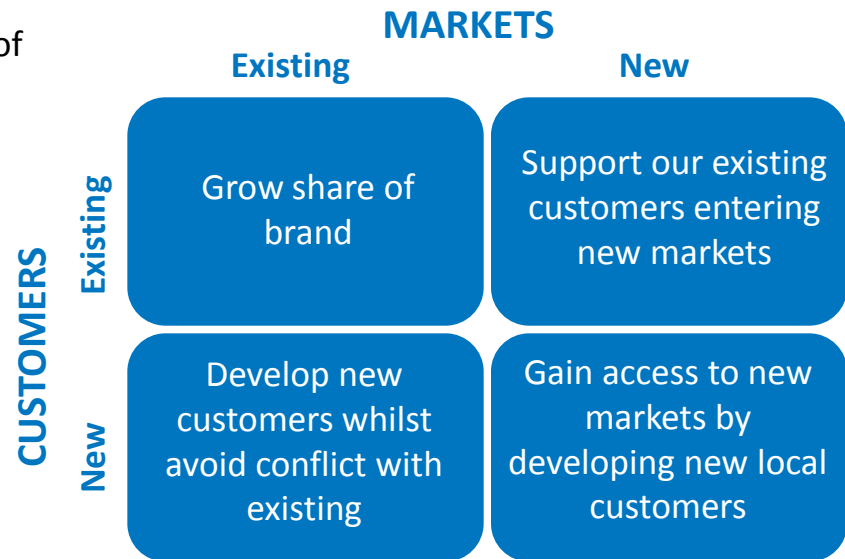 of
MARKETS
Existing
New
CUSTOMERS
Existing
Grow share of
brand
Support our existing
customers entering
new markets
New
Develop new
customers whilst
avoid conflict with
existing
Gain access to new
markets by
developing new local
customers